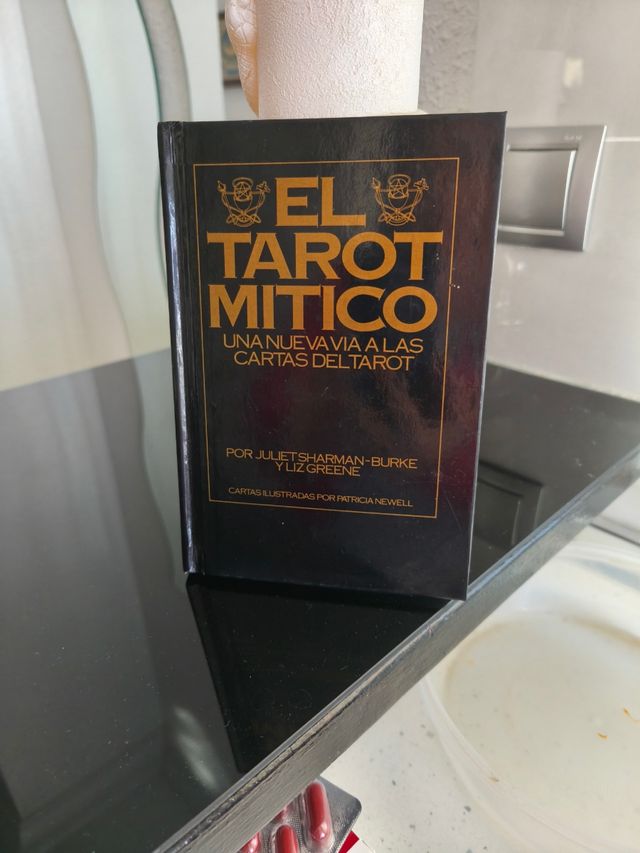 EL
TAROT
MITICO
UNA NUEVA VIA A LAS
CARTAS DEL TAROT
POR JULIET SHARMAN-BURKE
Y LIZ GREENE
CARTAS ILUSTRADAS POR PATRICIA NEWELL